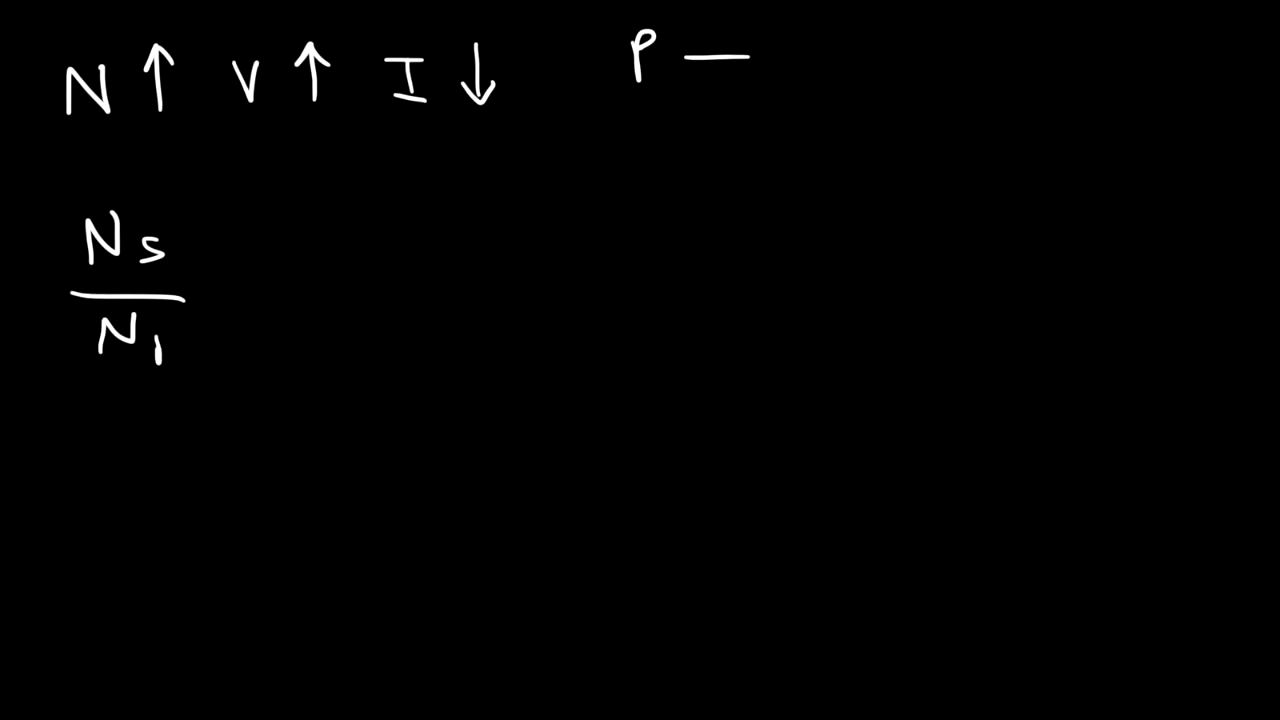 N ↑ V ↑ I ↓ P —
Ns
N1